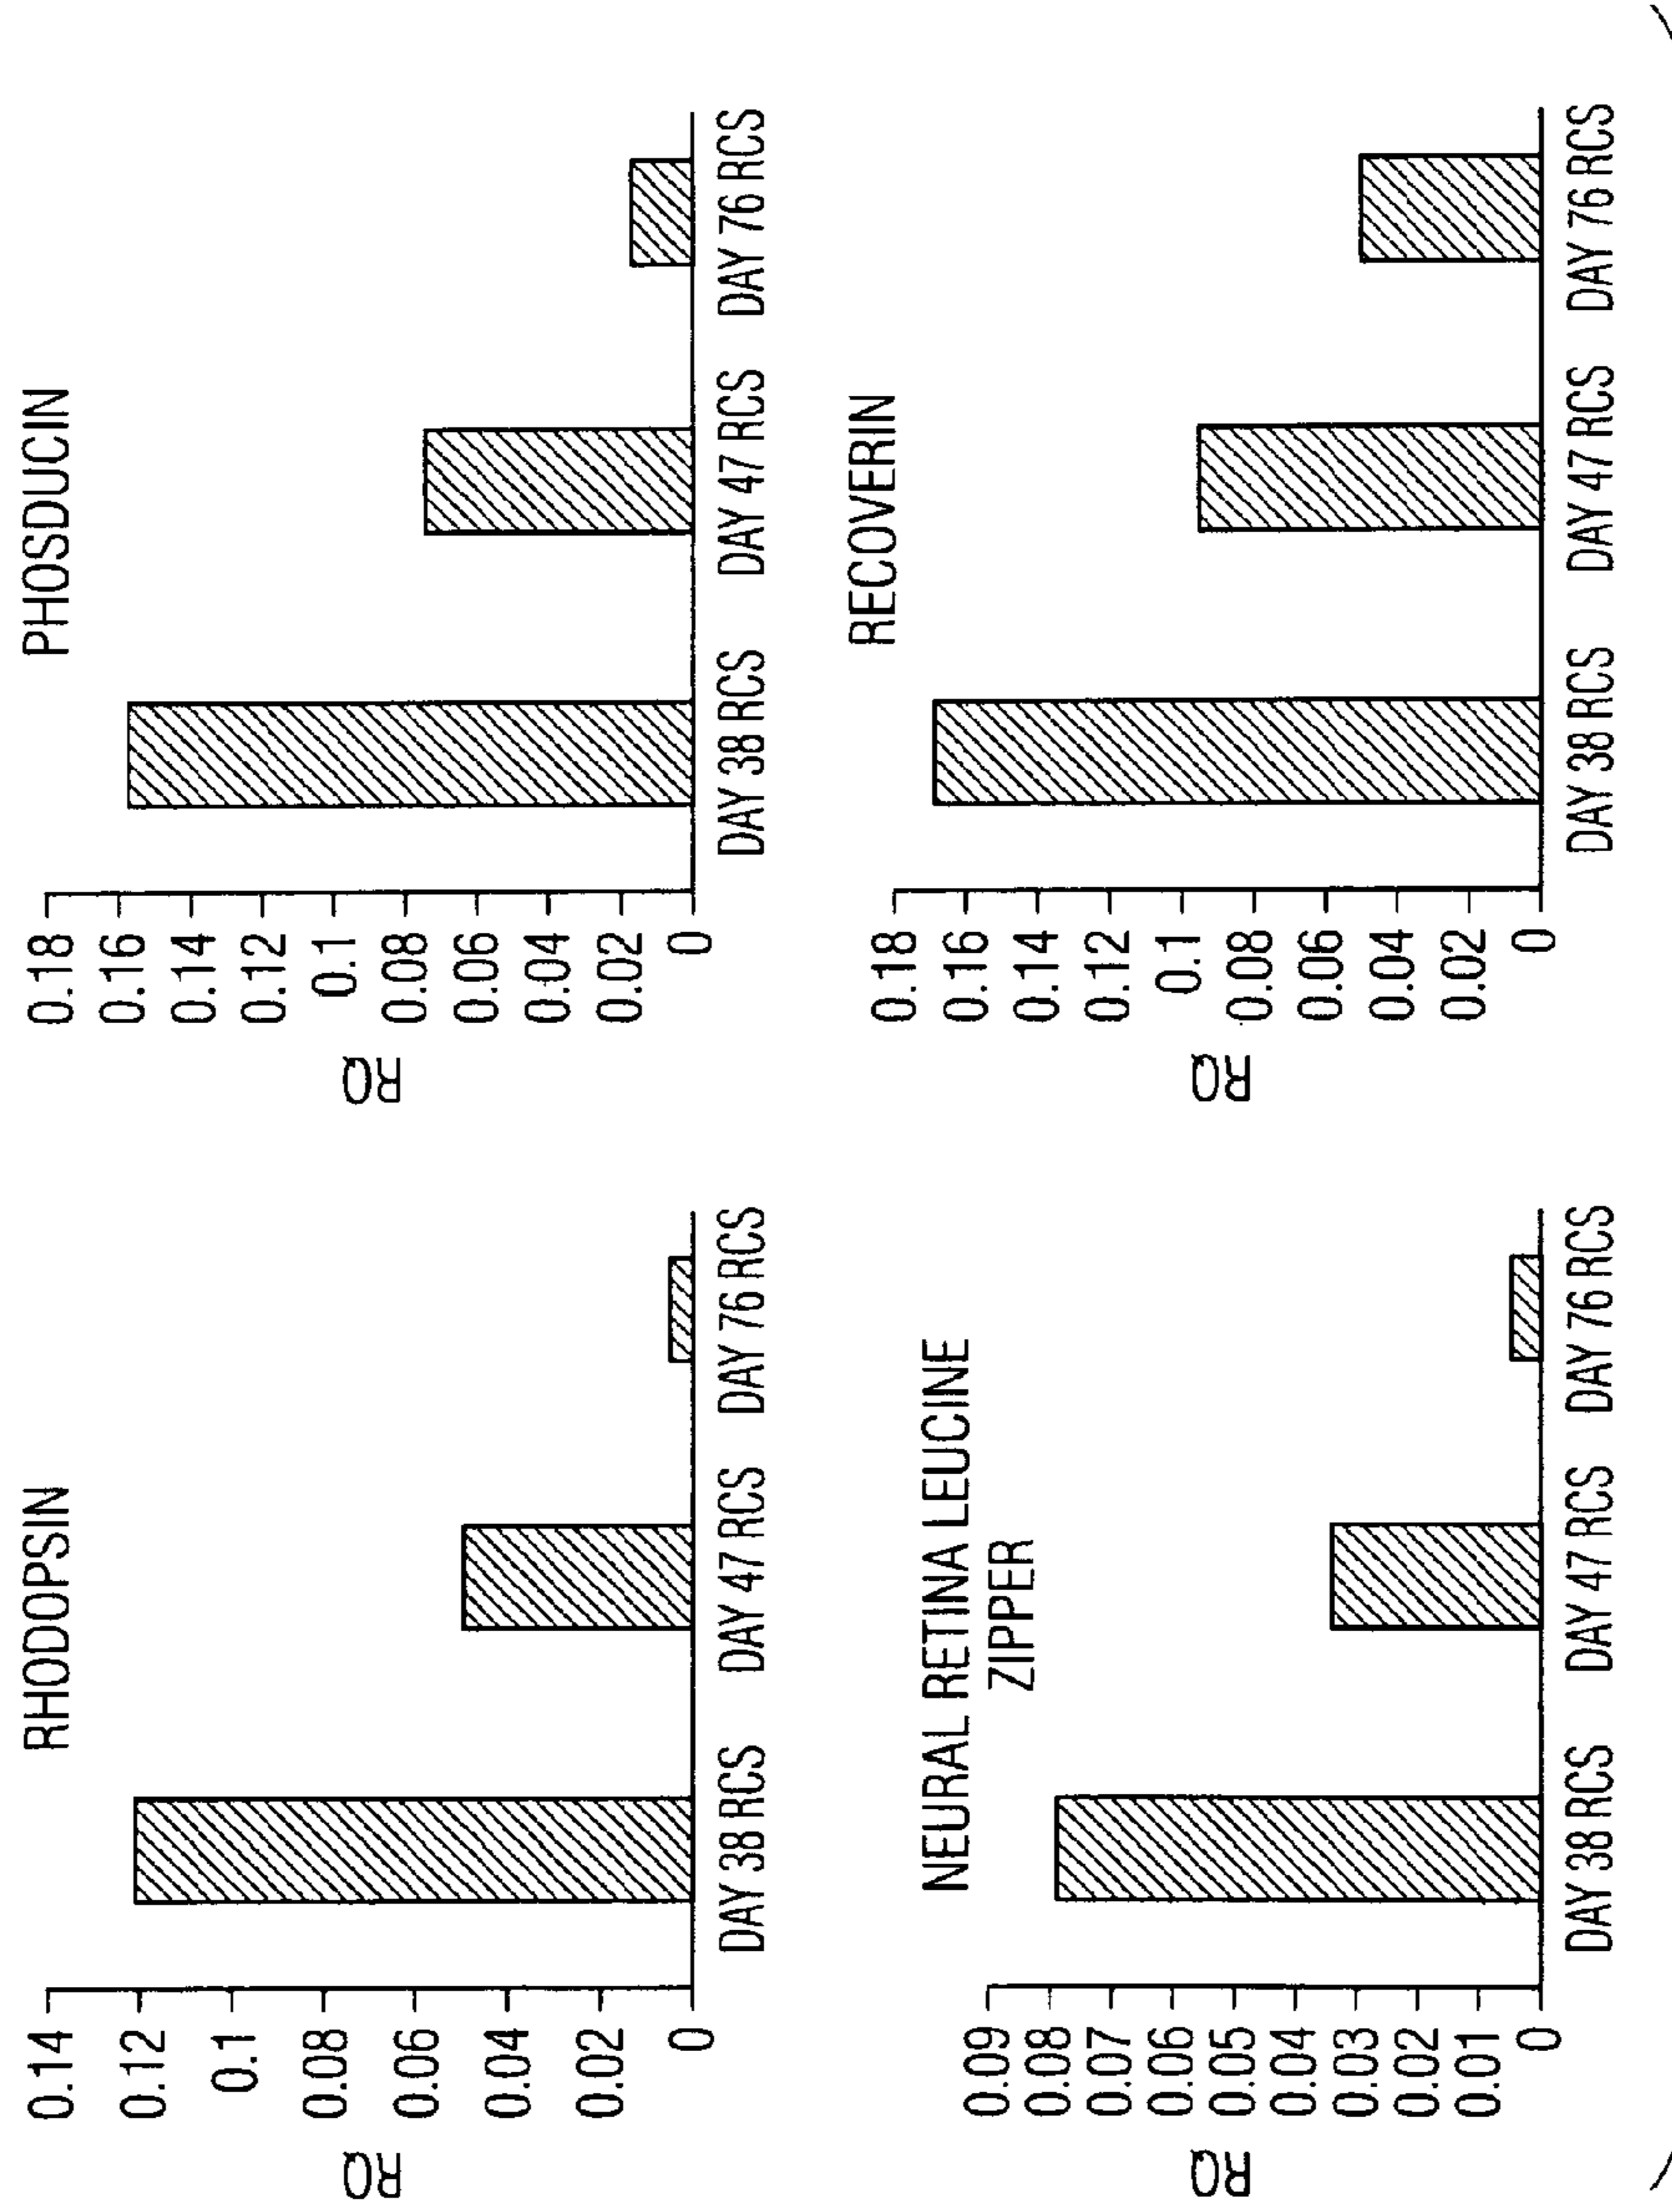 RHODOPSIN
RQ
0.14
0.12
0.1
0.08
0.06
0.04
0.02
0
DAY 38 RCS DAY 47 RCS DAY 76 RCS
PHOSDUCIN
RQ
0.18
0.16
0.14
0.12
0.1
0.08
0.06
0.04
0.02
0
DAY 38 RCS DAY 47 RCS DAY 76 RCS
NEURAL RETINA LEUCINE
ZIPPER
RQ
0.09
0.08
0.07
0.06
0.05
0.04
0.03
0.02
0.01
0
DAY 38 RCS DAY 47 RCS DAY 76 RCS
RECOVERIN
RQ
0.18
0.16
0.14
0.12
0.1
0.08
0.06
0.04
0.02
0
DAY 38 RCS DAY 47 RCS DAY 76 RCS